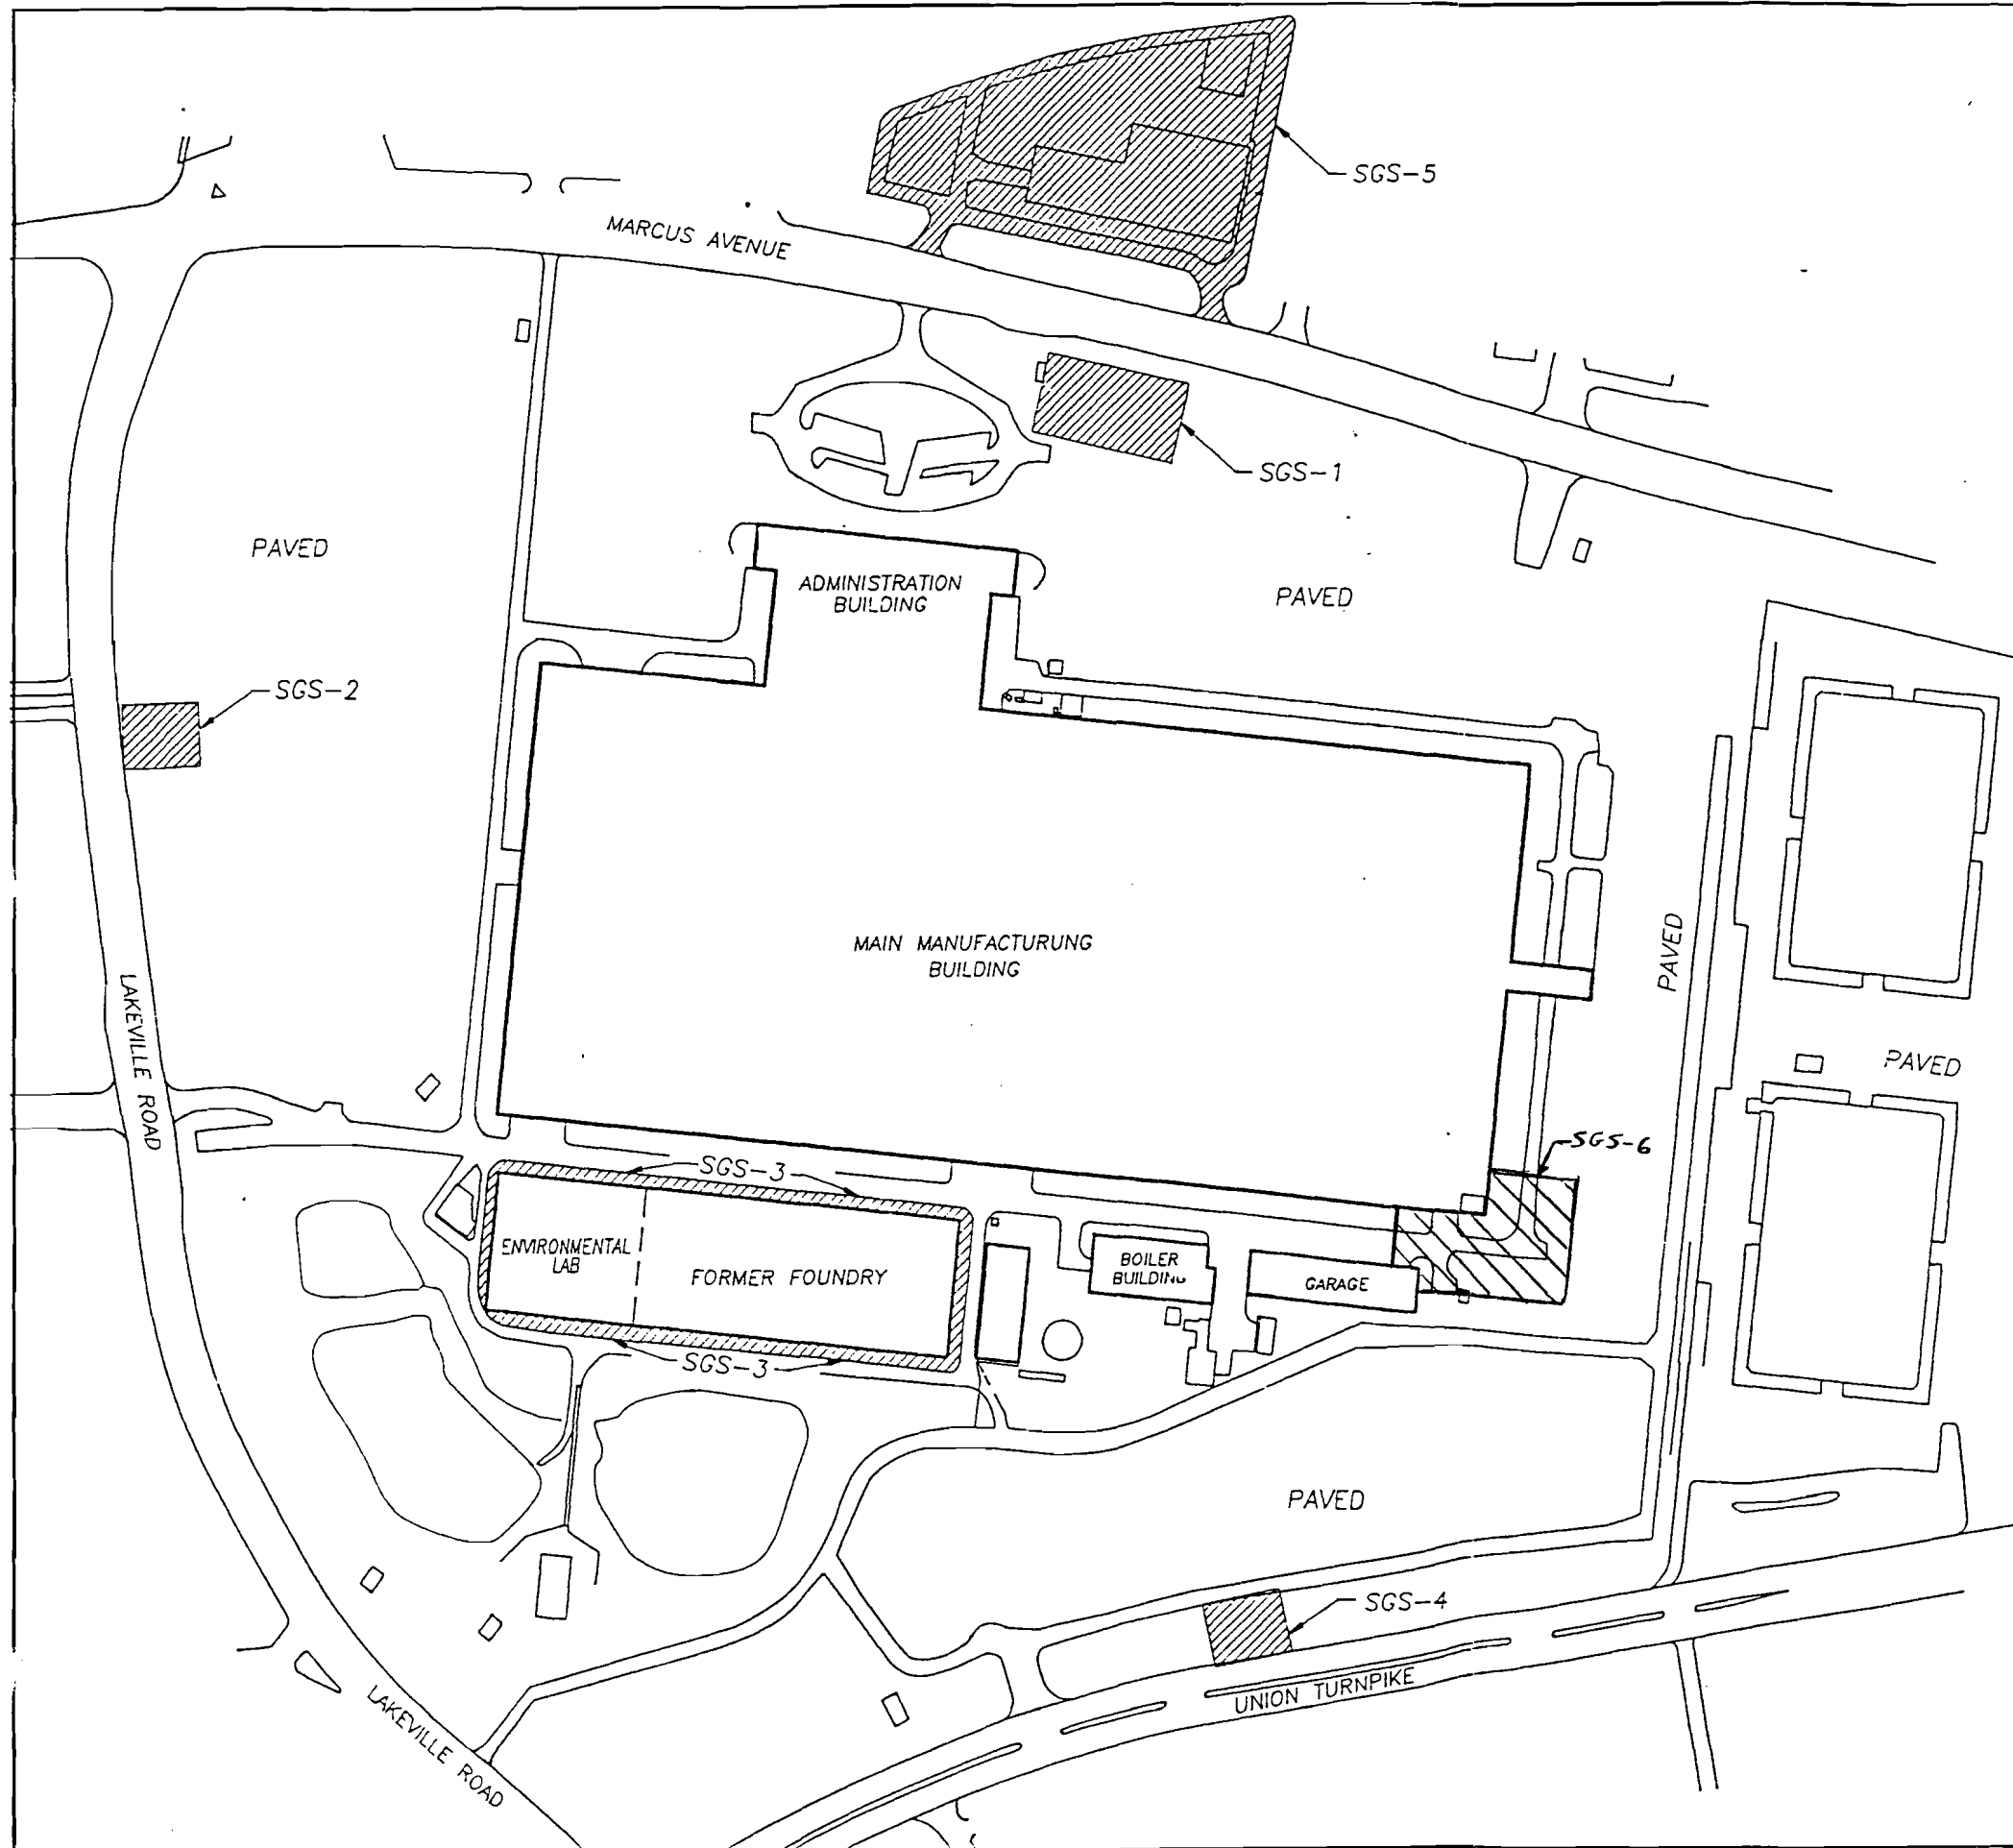 SGS-5
MARCUS AVENUE
SGS-1
PAVED
ADMINISTRATION
BUILDING
PAVED
SGS-2
MAIN MANUFACTURUNG
BUILDING
PAVED
LAKEVILLE ROAD
PAVED
SGS-6
SGS-3
ENVIRONMENTAL
LAB
FORMER FOUNDRY
BOILER
BUILDING
GARAGE
SGS-3
PAVED
SGS-4
UNION TURNPIKE
LAKEVILLE ROAD